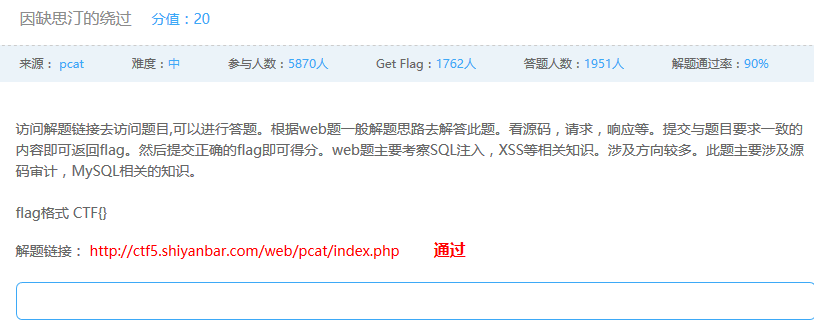 因缺思汀的绕过 分值：20
来源： pcat 难度：中 参与人数：5870人 Get Flag：1762人 答题人数：1951人 解题通过率：90%
访问解题链接去访问题目,可以进行答题。根据web题一般解题思路去解答此题。看源码，请求，响应等。提交与题目要求一致的
内容即可返回flag。然后提交正确的flag即可得分。web题主要考察SQL注入，XSS等相关知识。涉及方向较多。此题主要涉及源
码审计，MySQL相关的知识。
flag格式 CTF{}
解题链接： http://ctf5.shiyanbar.com/web/pcat/index.php 通过